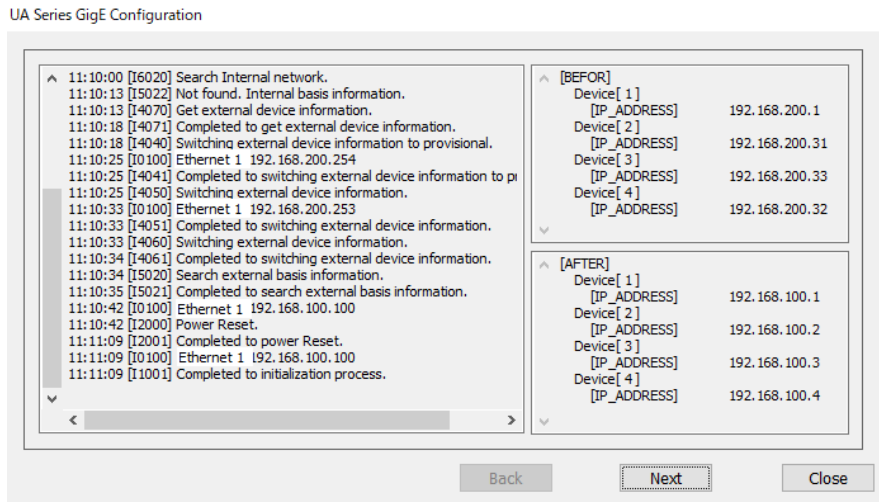 UA Series GigE Configuration
11:10:00 [I6020] Search Internal network.
11:10:13 [I5022] Not found. Internal basis information.
11:10:13 [I4070] Get external device information.
11:10:18 [I4071] Completed to get external device information.
11:10:18 [I4040] Switching external device information to provisional.
11:10:25 [I0100] Ethernet 1 192.168.200.254
11:10:25 [I4041] Completed to switching external device information to pr
11:10:25 [I4050] Switching external device information.
11:10:33 [I0100] Ethernet 1 192.168.200.253
11:10:33 [I4051] Completed to switching external device information.
11:10:33 [I4060] Switching external device information.
11:10:34 [I4061] Completed to switching external device information.
11:10:34 [I5020] Search external basis information.
11:10:35 [I5021] Completed to search external basis information.
11:10:42 [I0100] Ethernet 1 192.168.100.100
11:10:42 [I2000] Power Reset.
11:11:09 [I2001] Completed to power Reset.
11:11:09 [I0100] Ethernet 1 192.168.100.100
11:11:09 [I1001] Completed to initialization process.
[BEFOR]
Device[ 1 ]
[IP_ADDRESS] 192.168.200.1
Device[ 2 ]
[IP_ADDRESS] 192.168.200.31
Device[ 3 ]
[IP_ADDRESS] 192.168.200.33
Device[ 4 ]
[IP_ADDRESS] 192.168.200.32
[AFTER]
Device[ 1 ]
[IP_ADDRESS] 192.168.100.1
Device[ 2 ]
[IP_ADDRESS] 192.168.100.2
Device[ 3 ]
[IP_ADDRESS] 192.168.100.3
Device[ 4 ]
[IP_ADDRESS] 192.168.100.4
Back Next Close